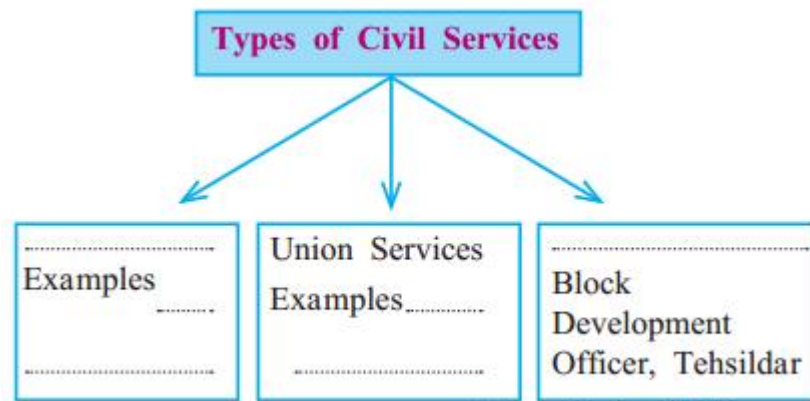 Types of Civil Services
....................................
Examples
...........
....................................
Union Services
Examples...............
....................................
.................................................
Block
Development
Officer, Tehsildar